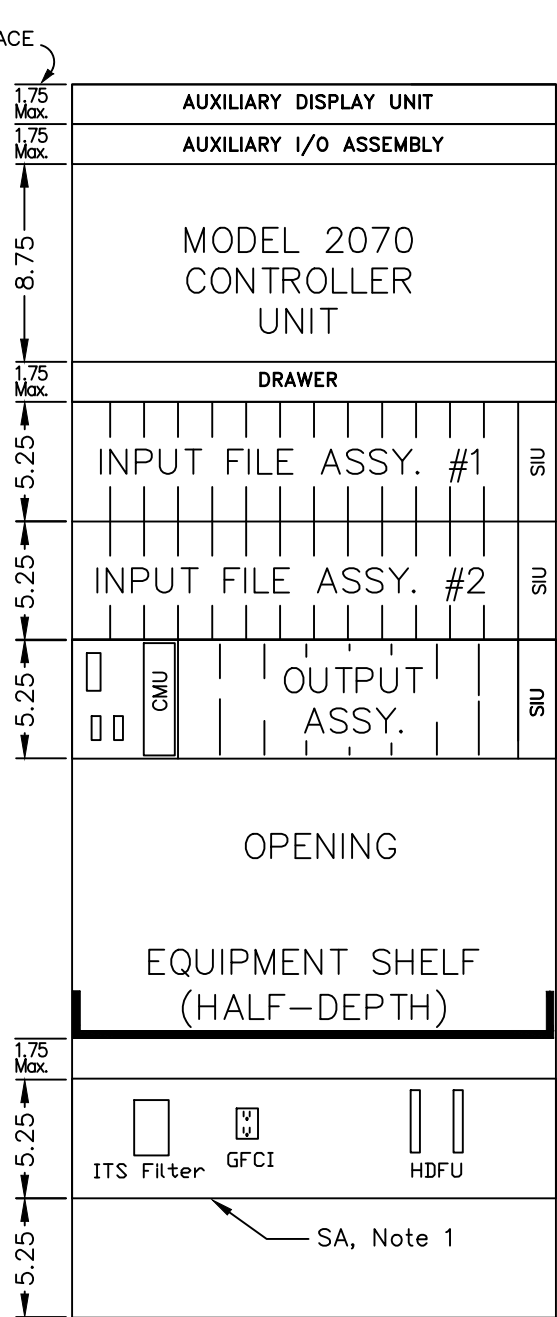 ACE
1.75
Max.
AUXILIARY DISPLAY UNIT
1.75
Max.
AUXILIARY I/O ASSEMBLY
8.75
MODEL 2070
CONTROLLER
UNIT
1.75
Max.
DRAWER
5.25
INPUT FILE ASSY. #1
SIU
5.25
INPUT FILE ASSY. #2
SIU
5.25
CMU
OUTPUT
ASSY.
SIU
OPENING
EQUIPMENT SHELF
(HALF-DEPTH)
1.75
Max.
5.25
ITS Filter
GFCI
HDFU
SA, Note 1
5.25